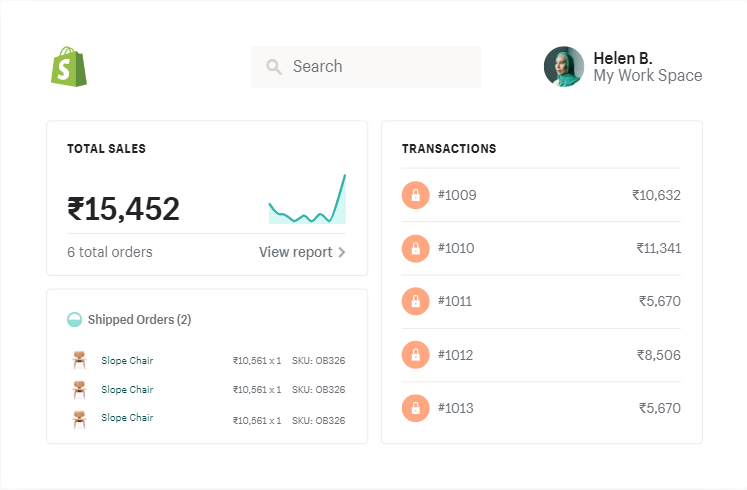 S
Search
Helen B.
My Work Space
TOTAL SALES
₹15,452
6 total orders
View report
Shipped Orders (2)
Slope Chair ₹10,561 x 1 SKU: OB326
Slope Chair ₹10,561 x 1 SKU: OB326
Slope Chair ₹10,561 x 1 SKU: OB326
TRANSACTIONS
#1009 ₹10,632
#1010 ₹11,341
#1011 ₹5,670
#1012 ₹8,506
#1013 ₹5,670